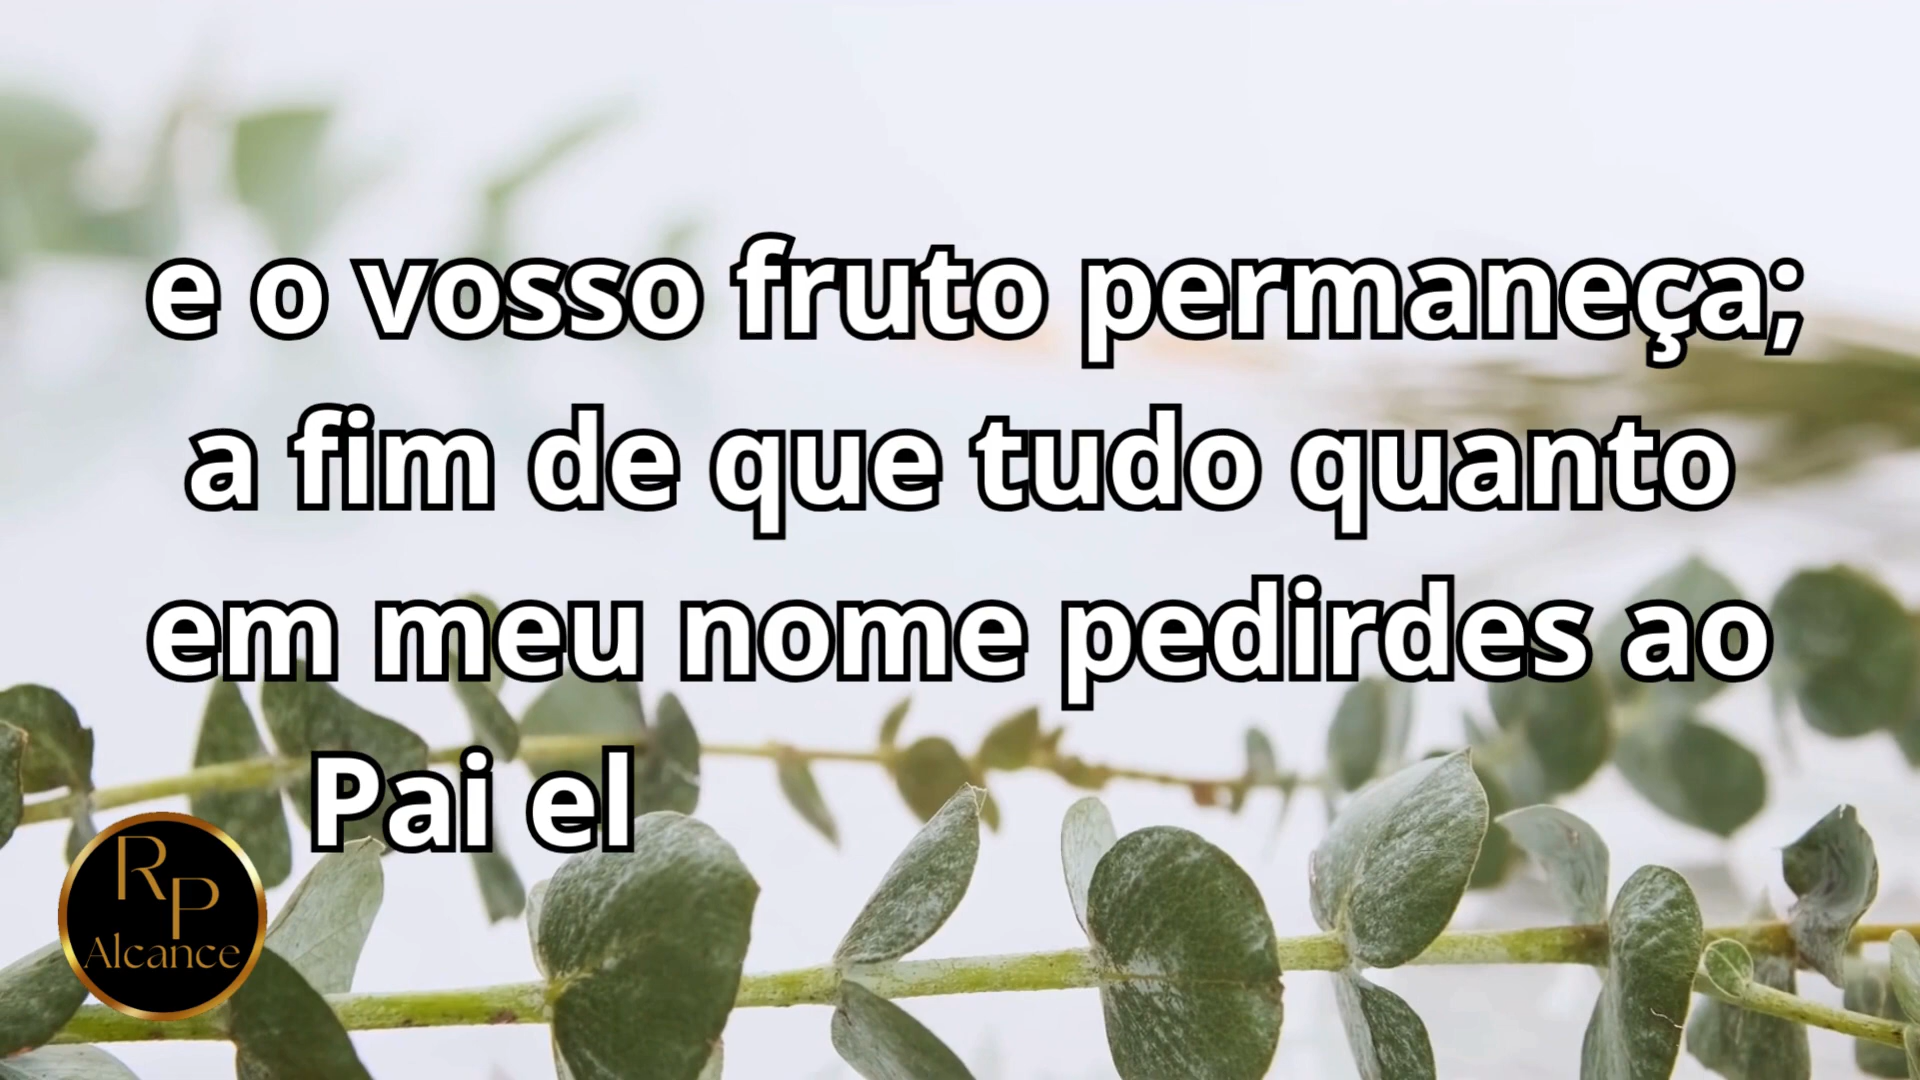 e o vosso fruto permaneça;
a fim de que tudo quanto
em meu nome pedirdes ao
Pai el
RP
Alcance